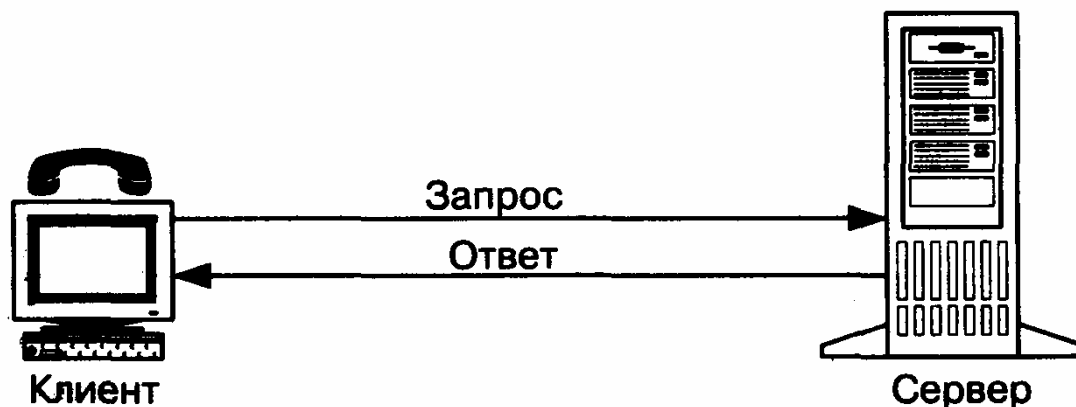 Запрос
Ответ
Клиент
Сервер